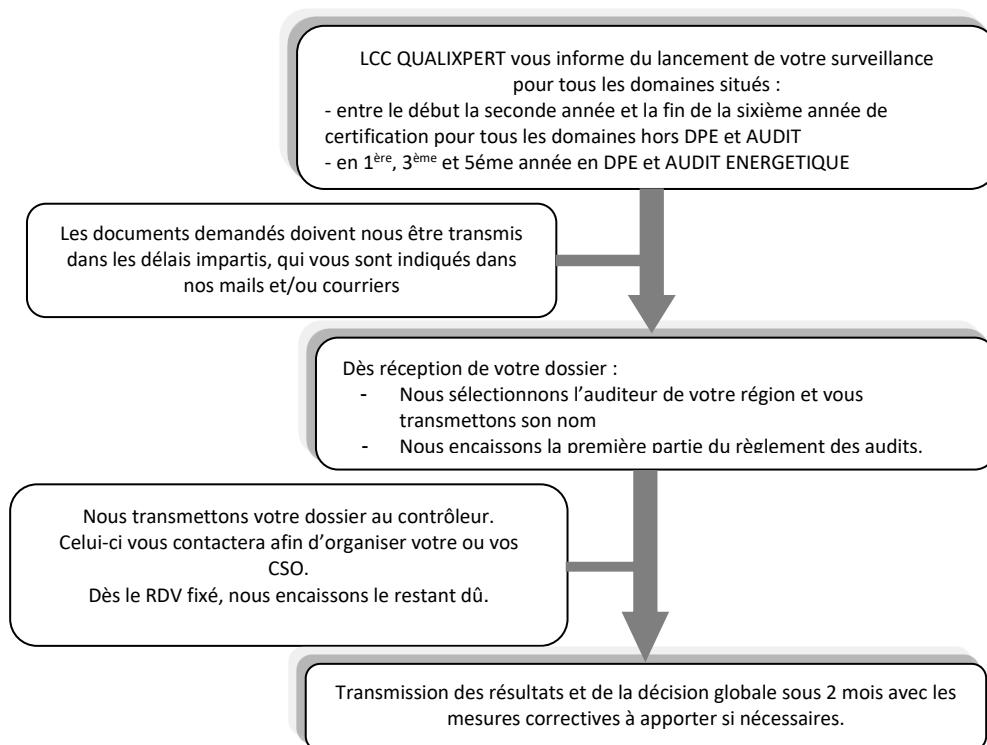 LCC QUALIXPERT vous informe du lancement de votre surveillance
pour tous les domaines situés :
- entre le début la seconde année et la fin de la sixième année de
certification pour tous les domaines hors DPE et AUDIT
- en 1ère, 3ème et 5éme année en DPE et AUDIT ENERGETIQUE
Les documents demandés doivent nous être transmis
dans les délais impartis, qui vous sont indiqués dans
nos mails et/ou courriers
Dès réception de votre dossier :
- Nous sélectionnons l’auditeur de votre région et vous
transmettons son nom
- Nous encaissons la première partie du règlement des audits.
Nous transmettons votre dossier au contrôleur.
Celui-ci vous contactera afin d’organiser votre ou vos
CSO.
Dès le RDV fixé, nous encaissons le restant dû.
Transmission des résultats et de la décision globale sous 2 mois avec les
mesures correctives à apporter si nécessaires.